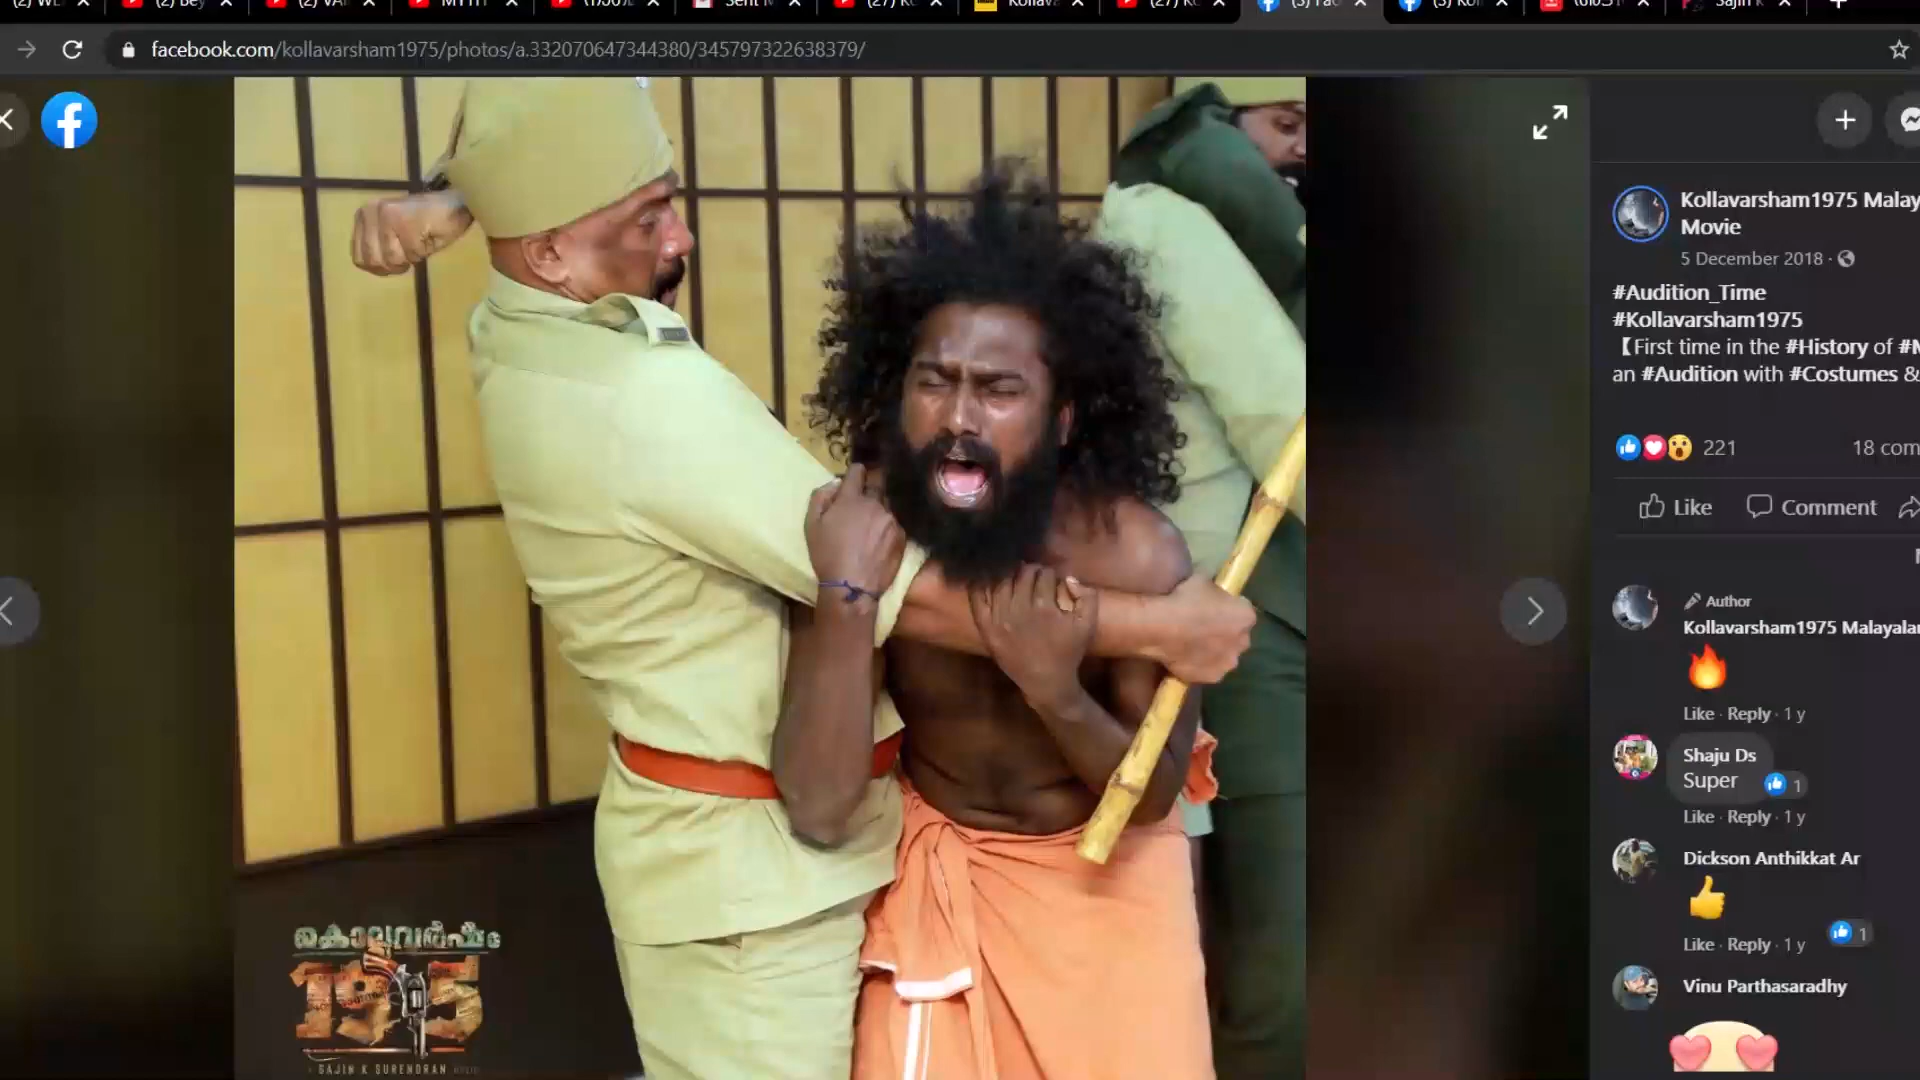 facebook.com/kollavarsham1975/photos/a.332070647344380/345797322638379/
Kollavarsham1975 Malay
Movie
5 December 2018 ·
#Audition_Time
#Kollavarsham1975
【First time in the #History of #M
an #Audition with #Costumes &
221
18 com
Like
Comment
Author
Kollavarsham1975 Malayala
Like · Reply · 1 y
Shaju Ds
Super
1
Like · Reply · 1 y
Dickson Anthikkat Ar
Like · Reply · 1 y
1
Vinu Parthasaradhy
കൊല്ലവർഷം
1975
SAJIN K SURENDRAN